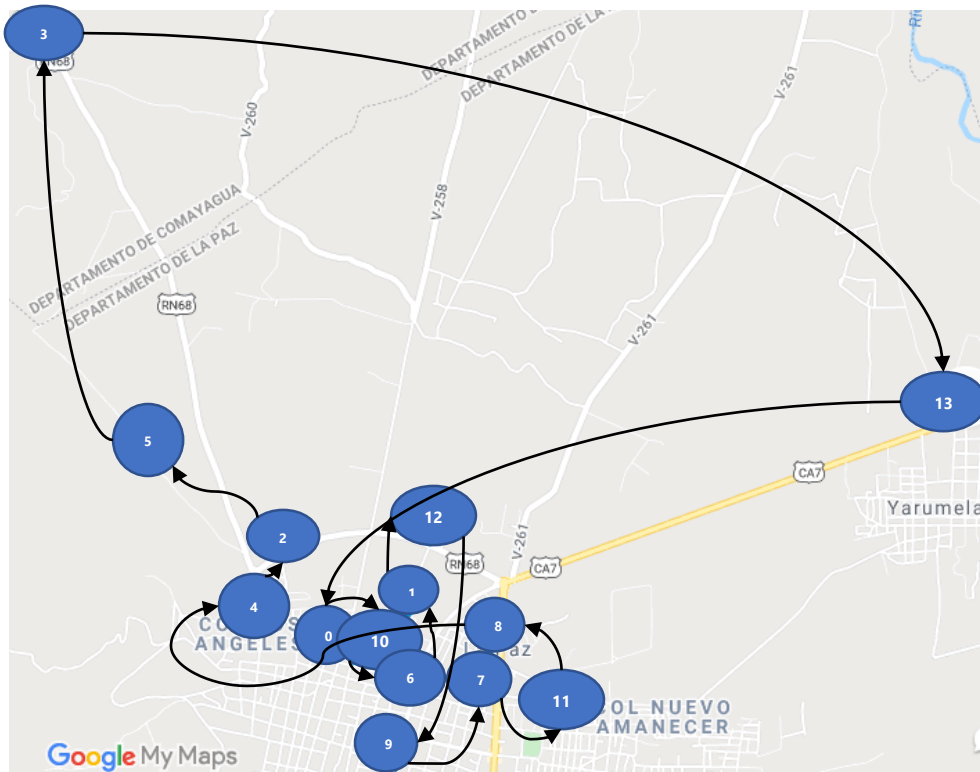 3
RN68
DEPARTAMENTO D
DEPARTAMENTO DE LA
V-261
V-260
V-258
DEPARTAMENTO DE COMAYAGUA
DEPARTAMENTO DE LA PAZ
RN68
V-261
13
5
CA7
Yarumela
12
2
V-261
RN68
CA7
1
4
8
0
10
ANGELES
6
7
11
COL NUEVO
AMANECER
9
Google My Maps